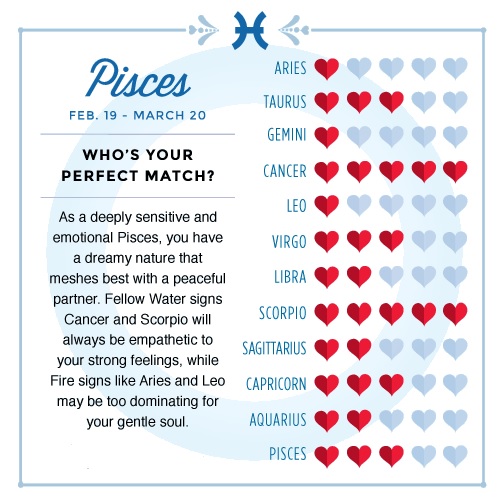 Pisces
FEB. 19 - MARCH 20
WHO'S YOUR
PERFECT MATCH?
As a deeply sensitive and
emotional Pisces, you have
a dreamy nature that
meshes best with a peaceful
partner. Fellow Water signs
Cancer and Scorpio will
always be empathetic to
your strong feelings, while
Fire signs like Aries and Leo
may be too dominating for
your gentle soul.
ARIES
TAURUS
GEMINI
CANCER
LEO
VIRGO
LIBRA
SCORPIO
SAGITTARIUS
CAPRICORN
AQUARIUS
PISCES